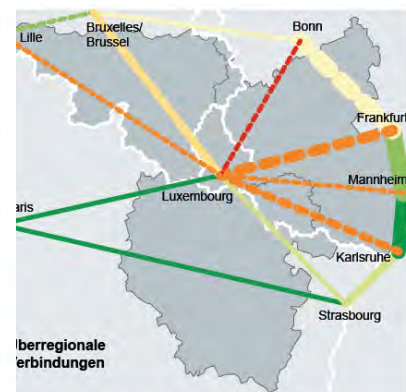 Lille
Bruxelles/
Brussel
Bonn
Frankfurt
Mannheim
Luxembourg
aris
Karlsruhe
Strasbourg
berregionale
erbindungen